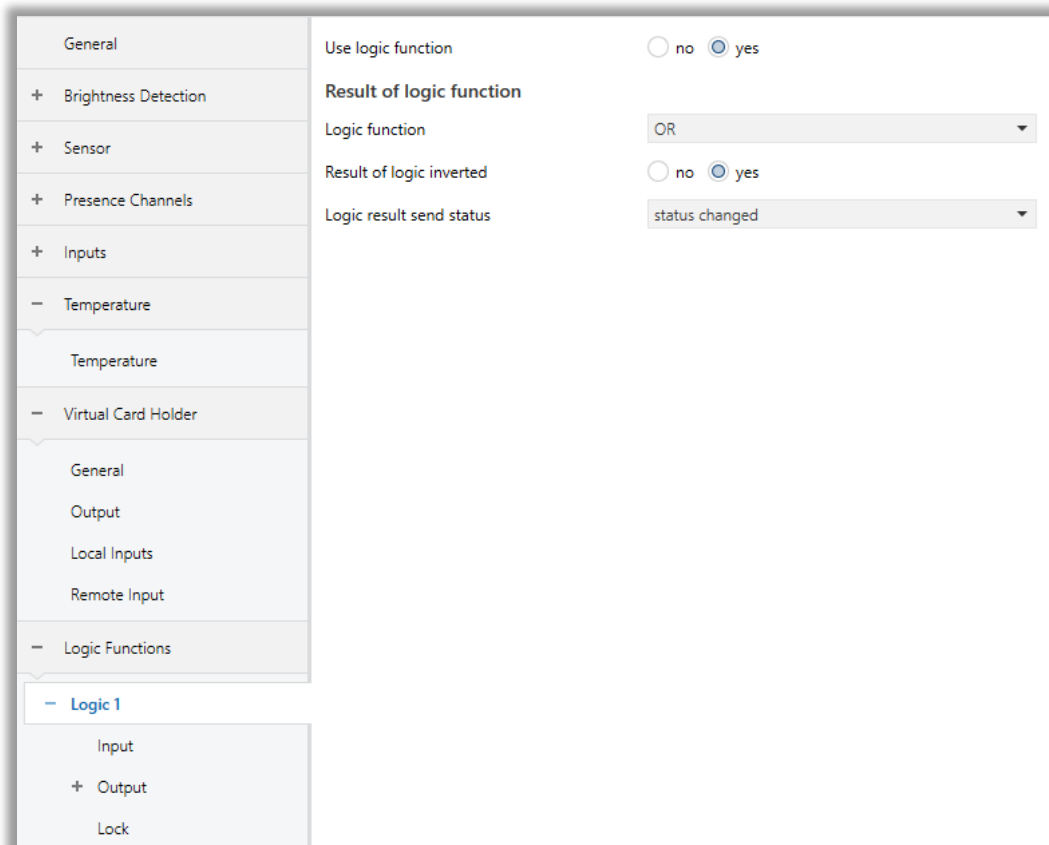 General
+ Brightness Detection
+ Sensor
+ Presence Channels
+ Inputs
− Temperature
Temperature
− Virtual Card Holder
General
Output
Local Inputs
Remote Input
− Logic Functions
− Logic 1
Input
+ Output
Lock
Use logic function no yes
Result of logic function
Logic function OR
Result of logic inverted no yes
Logic result send status status changed